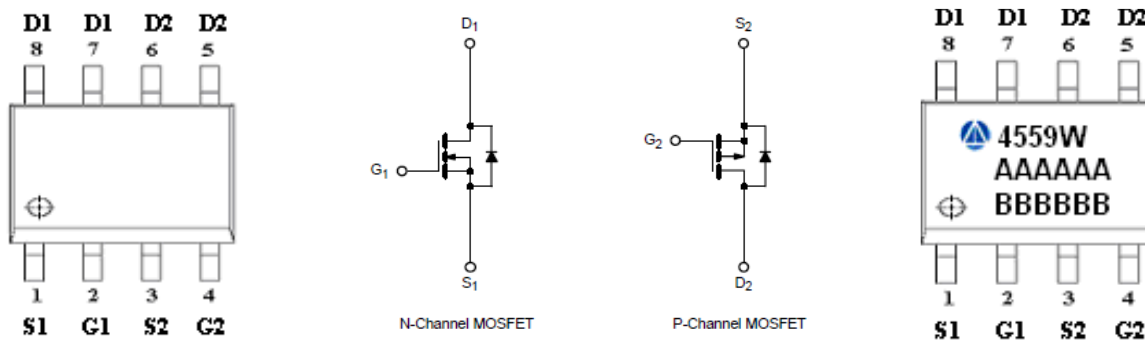 D1 D1 D2 D2
8 7 6 5
1 2 3 4
S1 G1 S2 G2
D1
G1
S1
N-Channel MOSFET
S2
G2
D2
P-Channel MOSFET
D1 D1 D2 D2
8 7 6 5
4559W
AAAAAA
BBBBBB
1 2 3 4
S1 G1 S2 G2